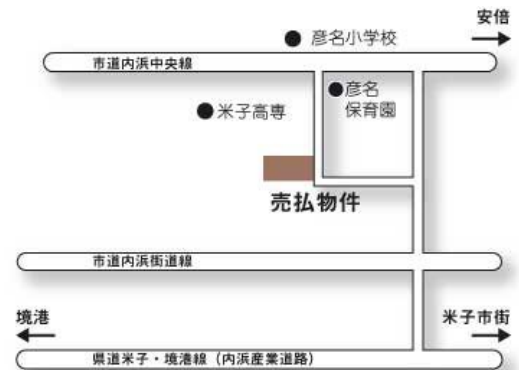 安倍
彦名小学校
市道内浜中央線
彦名
保育園
米子高専
売払物件
市道内浜街道線
境港
米子市街
県道米子・境港線（内浜産業道路）